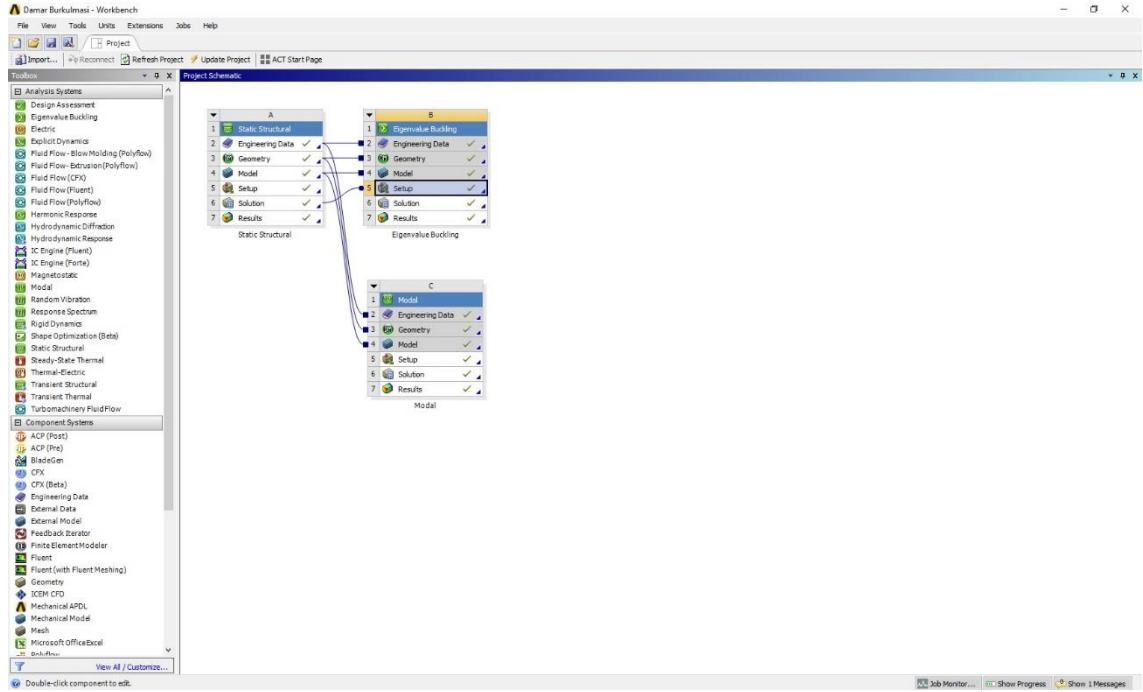 Damar Burkulmasi - Workbench
File View Tools Units Extensions Jobs Help
Project
Import... Reconnect Refresh Project Update Project ACT Start Page
Toolbox
Project Schematic
Analysis Systems
Design Assessment
Eigenvalue Buckling
Electric
Explicit Dynamics
Fluid Flow - Blow Molding (Polyflow)
Fluid Flow - Extrusion (Polyflow)
Fluid Flow (CFX)
Fluid Flow (Fluent)
Fluid Flow (Polyflow)
Harmonic Response
Hydrodynamic Diffraction
Hydrodynamic Response
IC Engine (Fluent)
IC Engine (Forte)
Magnetostatic
Modal
Random Vibration
Response Spectrum
Rigid Dynamics
Shape Optimization (Beta)
Static Structural
Steady-State Thermal
Thermal-Electric
Transient Structural
Transient Thermal
Turbomachinery Fluid Flow
Component Systems
ACP (Post)
ACP (Pre)
BladeGen
CFX
CFX (Beta)
Engineering Data
External Data
External Model
Feedback Iterator
Finite Element Modeler
Fluent
Fluent (with Fluent Meshing)
Geometry
ICEM CFD
Mechanical APDL
Mechanical Model
Mesh
Microsoft Office Excel
Polyflow
View All / Customize...
A
1 Static Structural
2 Engineering Data
3 Geometry
4 Model
5 Setup
6 Solution
7 Results
Static Structural
B
1 Eigenvalue Buckling
2 Engineering Data
3 Geometry
4 Model
5 Setup
6 Solution
7 Results
Eigenvalue Buckling
C
1 Modal
2 Engineering Data
3 Geometry
4 Model
5 Setup
6 Solution
7 Results
Modal
Double-click component to edit.
Job Monitor... Show Progress Show 1 Messages